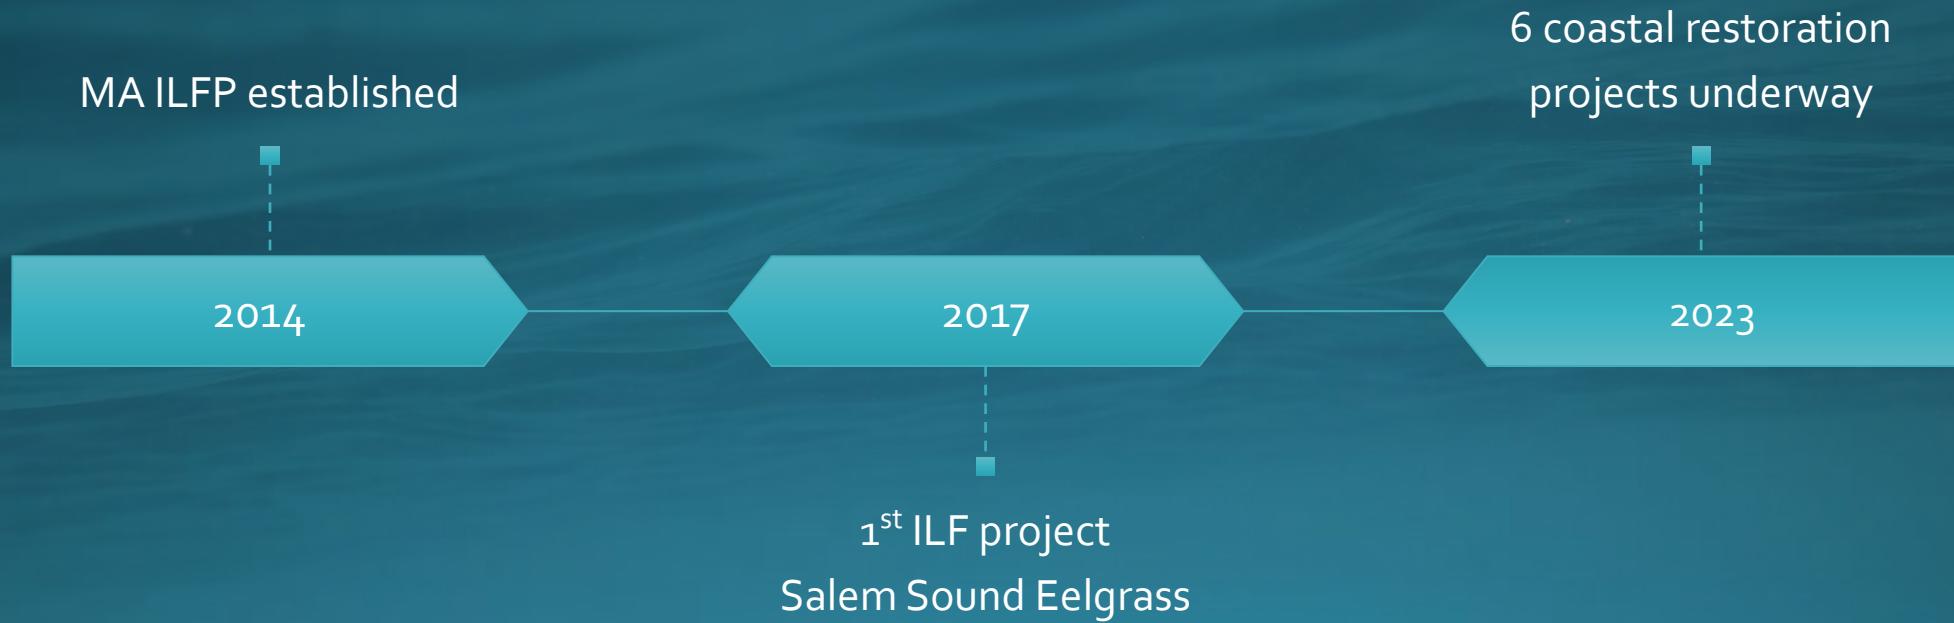 MA ILFP established
2014
2017
1st ILF project
Salem Sound Eelgrass
6 coastal restoration
projects underway
2023